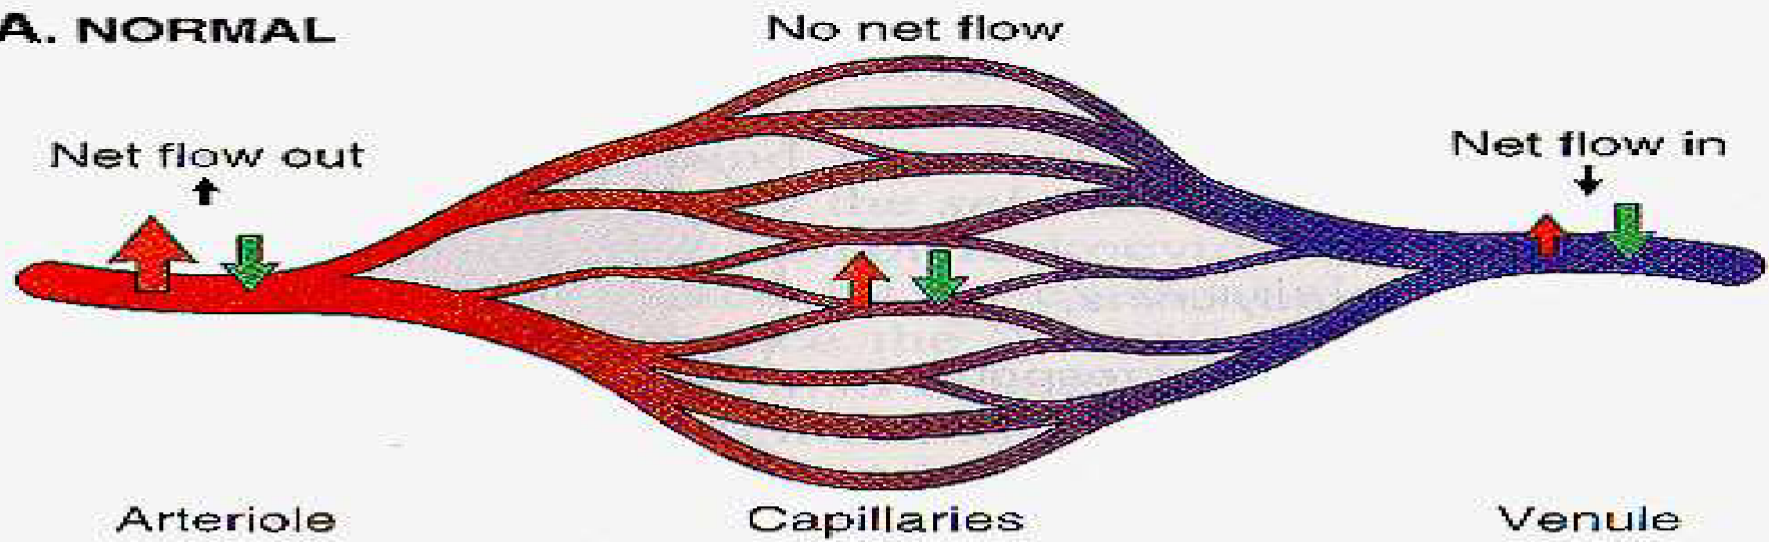 A. NORMAL
No net flow
Net flow out
Net flow in
Arteriole
Capillaries
Venule